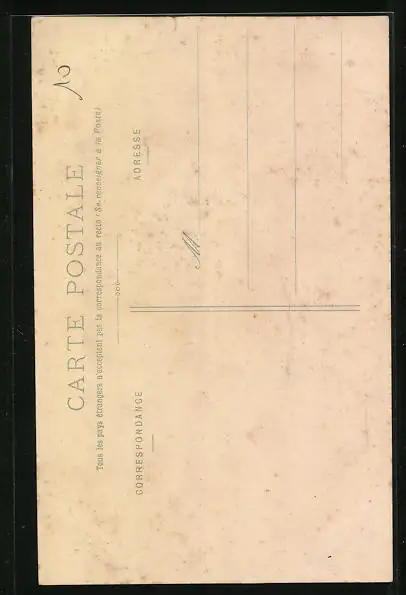 10
CARTE POSTALE
Tous les pays étrangers n'acceptent pas la correspondance au recto (Se renseigner à la Poste)
CORRESPONDANCE
ADRESSE
M